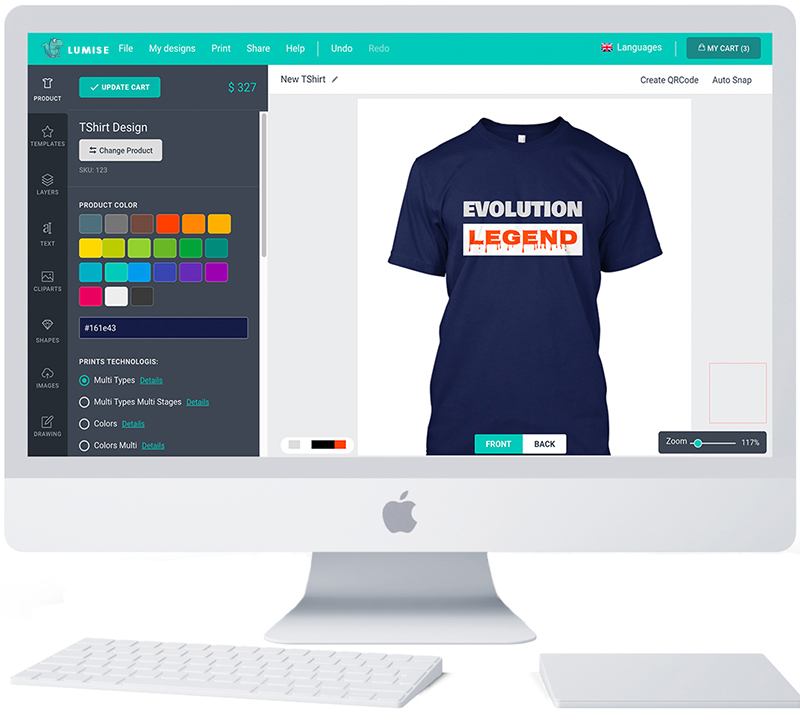 LUMISE File My designs Print Share Help Undo Redo Languages MY CART (3)
PRODUCT
TEMPLATES
LAYERS
TEXT
CLIPARTS
SHAPES
IMAGES
DRAWING
UPDATE CART $ 327
TShirt Design
Change Product
SKU: 123
PRODUCT COLOR
#161e43
PRINTS TECHNOLOGIS:
Multi Types Details
Multi Types Multi Stages Details
Colors Details
Colors Multi Details
New TShirt Create QRCode Auto Snap
EVOLUTION
LEGEND
FRONT BACK
Zoom 117%